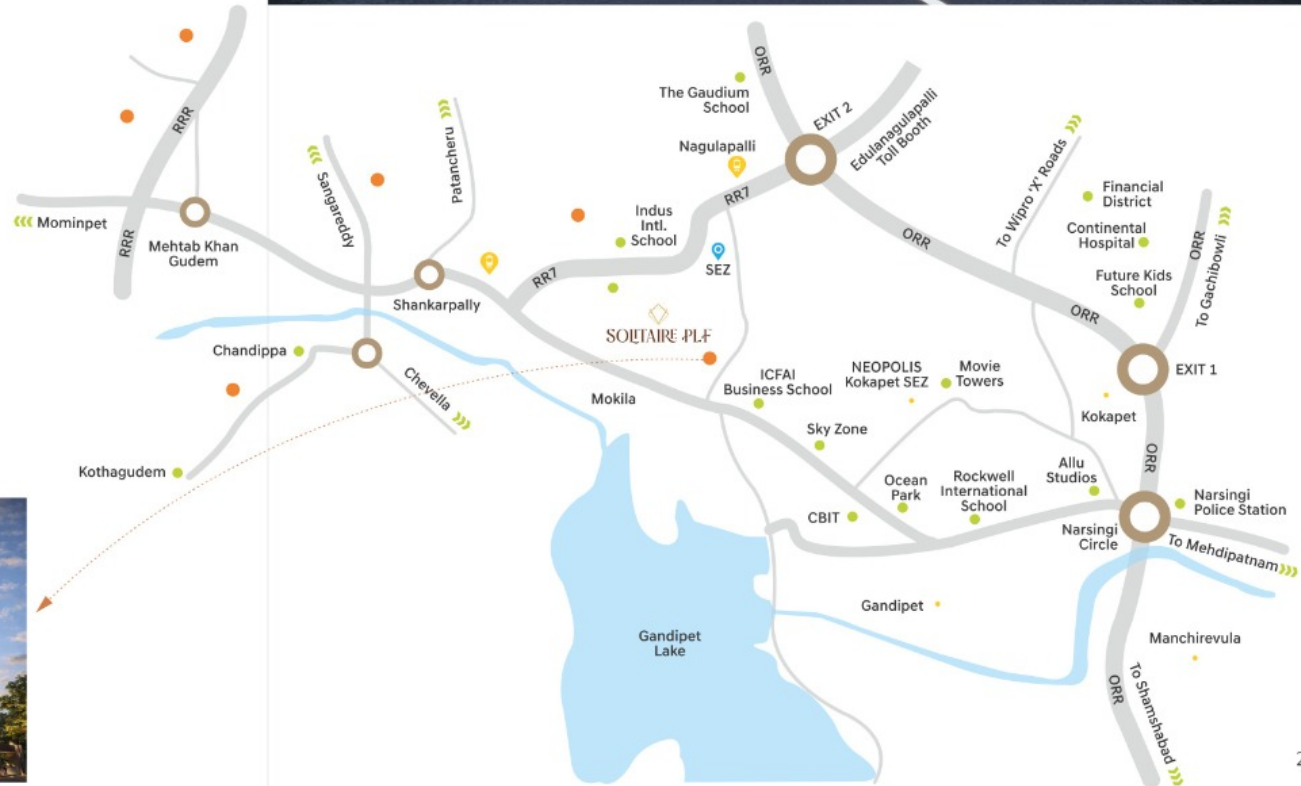 RRR
RRR
Mominpet
Mehtab Khan
Gudem
Sangareddy
Patancheru
Shankarpally
Chandippa
Chevella
Kothagudem
The Gaudium
School
ORR
EXIT 2
Edulanagulapalli
Toll Booth
Nagulapalli
RR7
Indus
Intl.
School
SEZ
RR7
SOLITAIRE
Mokila
ICFAI
Business School
NEOPOLIS
Kokapet SEZ
Movie
Towers
Sky Zone
CBIT
Ocean
Park
Rockwell
International
School
Allu
Studios
ORR
To Wipro 'X' Roads
Financial
District
Continental
Hospital
Future Kids
School
ORR
To Gachibowli
ORR
EXIT 1
Kokapet
ORR
Narsingi
Police Station
Narsingi
Circle
To Mehdipatnam
Gandipet
Gandipet
Lake
Manchirevula
ORR
To Shamshabad
2